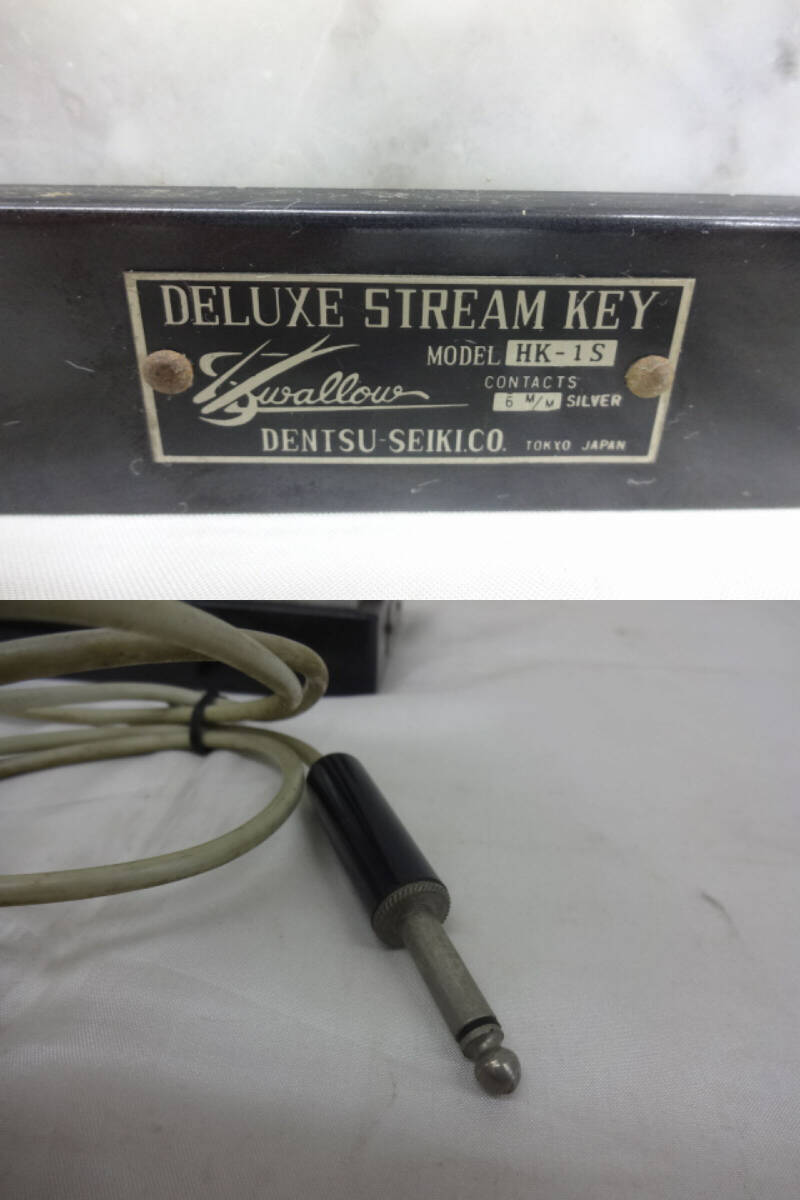 DELUXE STREAM KEY
Swallow
MODEL HK-1S
CONTACTS
6 M/M SILVER
DENTSU-SEIKI.CO. TOKYO JAPAN